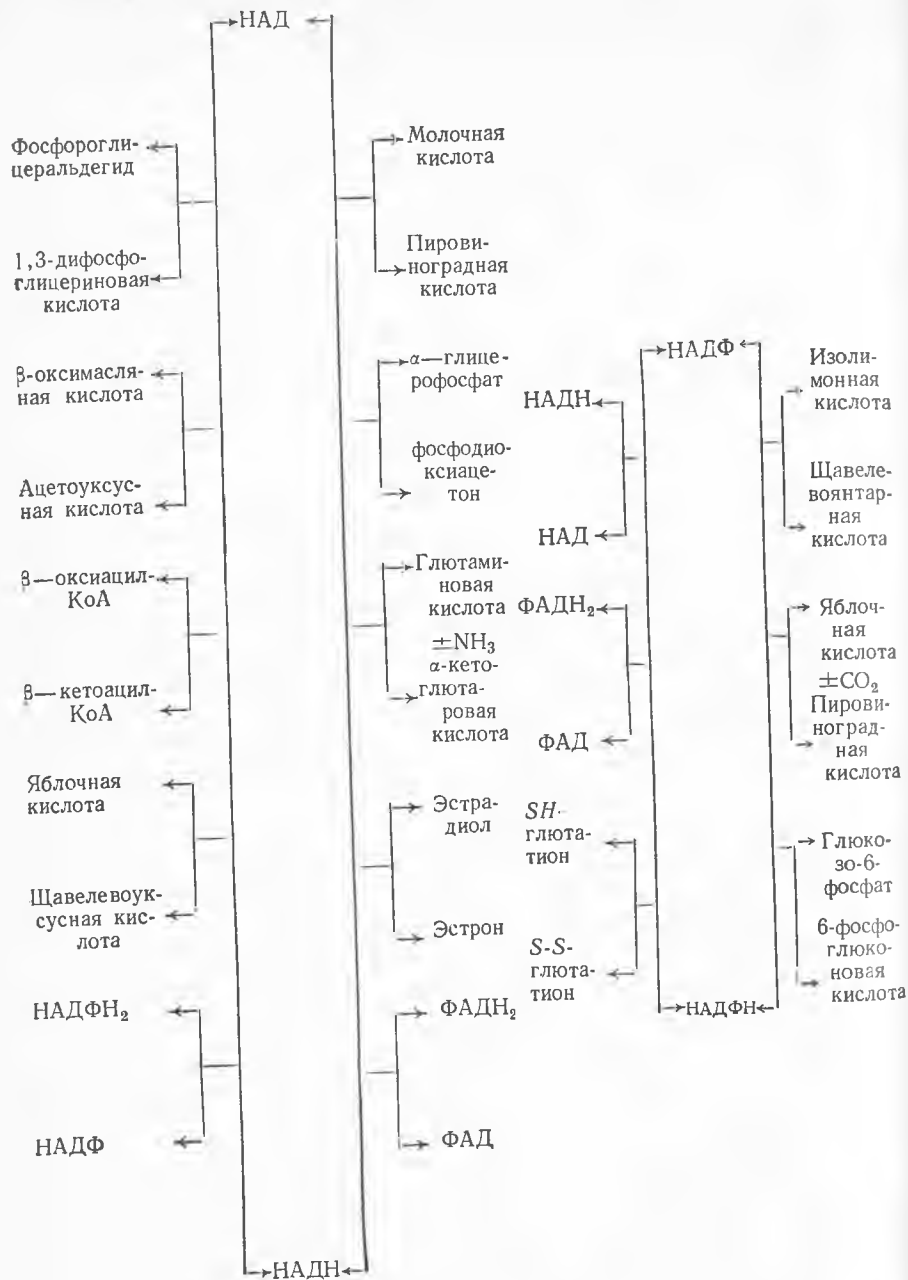 НАД
Фосфорогли-
церальдегид
1,3-дифосфо-
глицериновая
кислота
β-оксимасля-
ная кислота
Ацетоуксус-
ная кислота
β—оксиацил-
КоА
β—кетоацил-
КоА
Яблочная
кислота
Щавелевоук-
сусная кис-
лота
НАДФН₂
НАДФ
Молочная
кислота
Пирови-
ноградная
кислота
α—глице-
рофосфат
фосфодио-
ксиаце-
тон
Глютами-
новая
кислота
±NH₃
α-кето-
глюта-
ровая
кислота
Эстра-
диол
Эстрон
ФАДН₂
ФАД
НАДН
НАДФ
НАДН
НАД
ФАДН₂
ФАД
SH-
глюта-
тион
S-S-
глюта-
тион
Изоли-
монная
кислота
Щавеле-
воянтар-
ная
кислота
Яблоч-
ная
кислота
±CO₂
Пирови-
ноград-
ная
кислота
Глюко-
зо-6-
фосфат
6-фосфо-
глюко-
новая
кислота
НАДФН